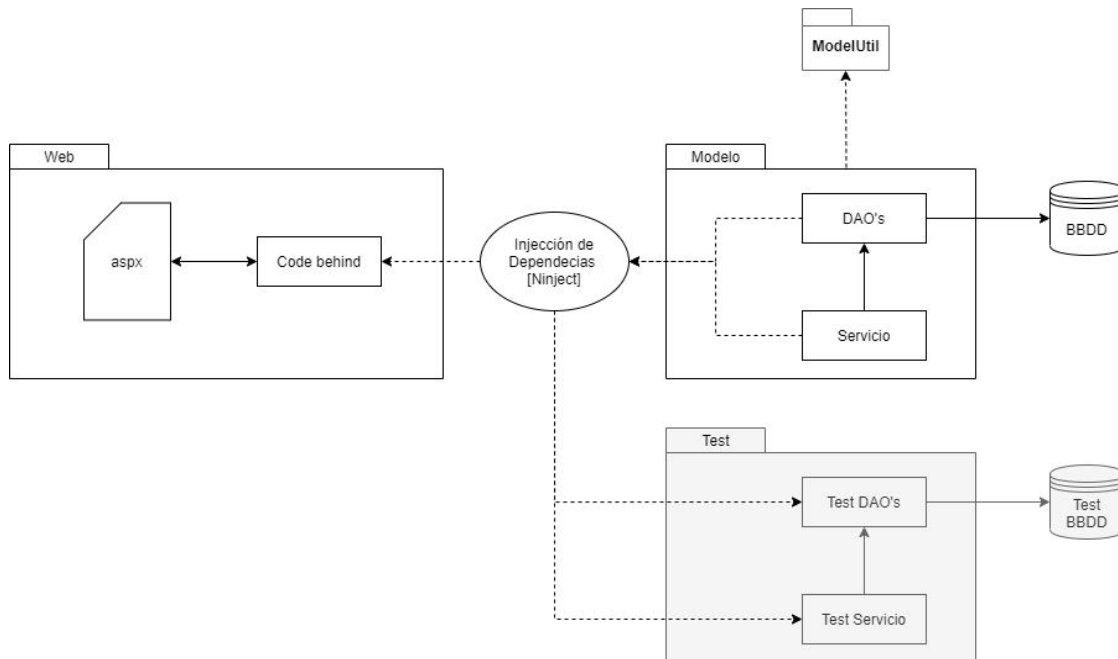 ModelUtil
Web
Modelo
aspx
Code behind
Injección de
Dependecias
[Ninject]
DAO's
BBDD
Servicio
Test
Test DAO's
Test
BBDD
Test Servicio